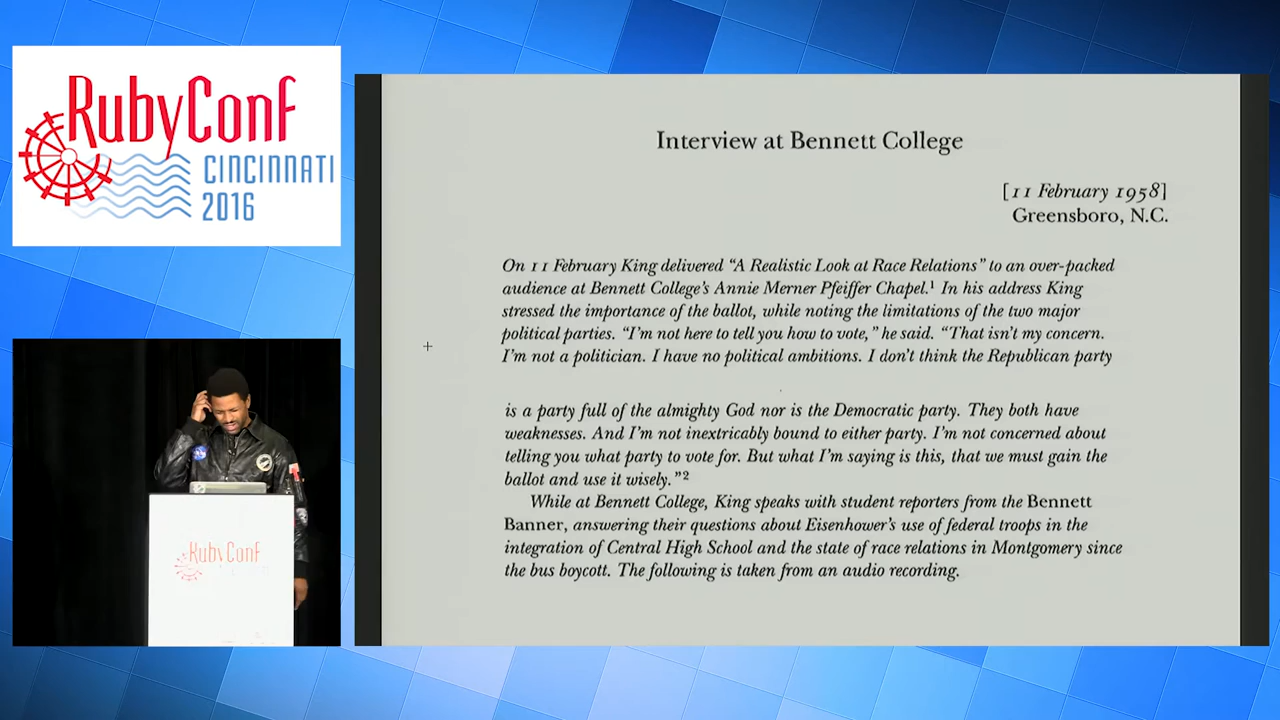 RubyConf
CINCINNATI
2016
Interview at Bennett College
[11 February 1958]
Greensboro, N.C.
On 11 February King delivered “A Realistic Look at Race Relations” to an over-packed
audience at Bennett College’s Annie Merner Pfeiffer Chapel.¹ In his address King
stressed the importance of the ballot, while noting the limitations of the two major
political parties. “I’m not here to tell you how to vote,” he said. “That isn’t my concern.
I’m not a politician. I have no political ambitions. I don’t think the Republican party
is a party full of the almighty God nor is the Democratic party. They both have
weaknesses. And I’m not inextricably bound to either party. I’m not concerned about
telling you what party to vote for. But what I’m saying is this, that we must gain the
ballot and use it wisely.”²
While at Bennett College, King speaks with student reporters from the Bennett
Banner, answering their questions about Eisenhower’s use of federal troops in the
integration of Central High School and the state of race relations in Montgomery since
the bus boycott. The following is taken from an audio recording.
RubyConf